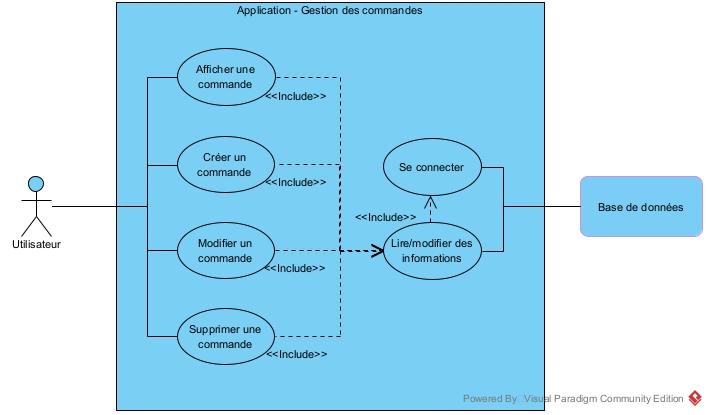 Application - Gestion des commandes
Afficher une
commande
<<Include>>
Créer un
commande
<<Include>>
Se connecter
Utilisateur
Base de données
<<Include>>
Modifier un
commande
<<Include>>
Lire/modifier des
informations
Supprimer une
commande
<<Include>>
Powered By Visual Paradigm Community Edition